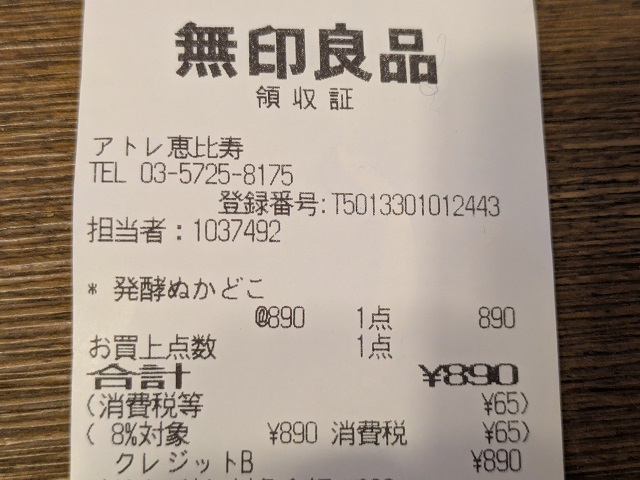 無印良品
領収証
アトレ恵比寿
TEL 03-5725-8175
登録番号:T5013301012443
担当者:1037492
* 発酵ぬかどこ
@890 1点 890
お買上点数 1点
合計 ¥890
(消費税等 ¥65)
( 8%対象 ¥890 消費税 ¥65)
クレジットB ¥890